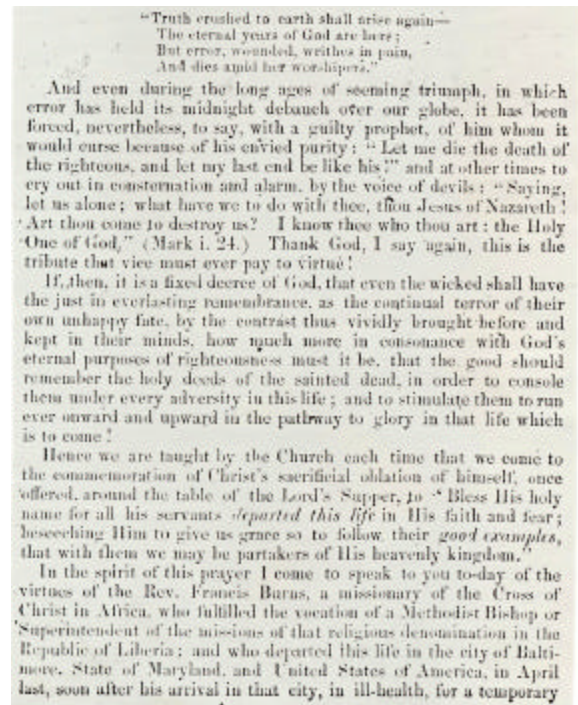 "Truth crushed to earth shall arise again—
The eternal years of God are hers;
But error, wounded, writhes in pain,
And dies amid her worshipers."
And even during the long ages of seeming triumph, in which
error has held its midnight debauch over our globe, it has been
forced, nevertheless, to say, with a guilty prophet, of him whom it
would curse because of his envied purity: "Let me die the death of
the righteous, and let my last end be like his!" and at other times to
cry out in consternation and alarm, by the voice of devils: "Saying,
let us alone; what have we to do with thee, thou Jesus of Nazareth!
Art thou come to destroy us? I know thee who thou art: the Holy
One of God," (Mark i. 24.) Thank God, I say again, this is the
tribute that vice must ever pay to virtue!
If, then, it is a fixed decree of God, that even the wicked shall have
the just in everlasting remembrance, as the continual terror of their
own unhappy fate, by the contrast thus vividly brought before and
kept in their minds, how much more in consonance with God's
eternal purposes of righteousness must it be, that the good should
remember the holy deeds of the sainted dead, in order to console
them under every adversity in this life; and to stimulate them to run
ever onward and upward in the pathway to glory in that life which
is to come!
Hence we are taught by the Church each time that we come to
the commemoration of Christ's sacrificial oblation of himself, once
offered, around the table of the Lord's Supper, to "Bless His holy
name for all his servants departed this life in His faith and fear;
beseeching Him to give us grace so to follow their good examples,
that with them we may be partakers of His heavenly kingdom."
In the spirit of this prayer I come to speak to you to-day of the
virtues of the Rev. Francis Burns, a missionary of the Cross of
Christ in Africa, who fulfilled the vocation of a Methodist Bishop or
Superintendent of the missions of that religious denomination in the
Republic of Liberia; and who departed this life in the city of Balti-
more, State of Maryland, and United States of America, in April
last, soon after his arrival in that city, in ill-health, for a temporary